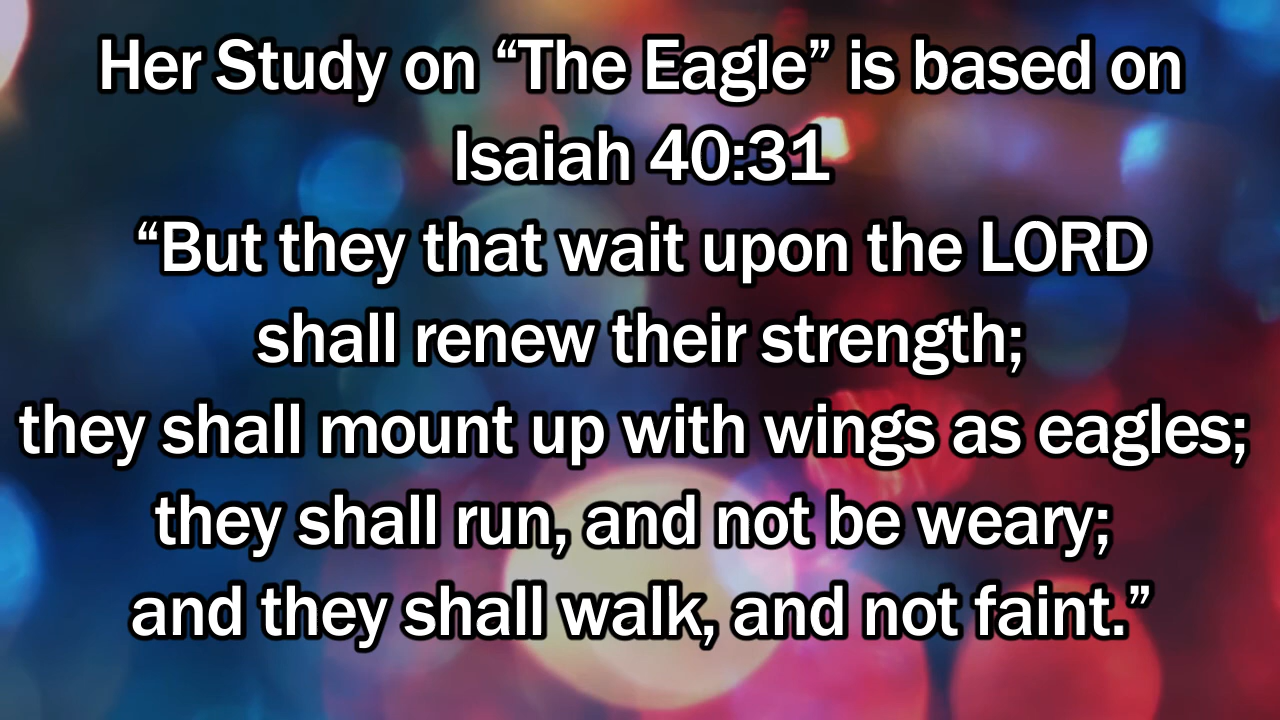 Her Study on “The Eagle” is based on
Isaiah 40:31
“But they that wait upon the LORD
shall renew their strength;
they shall mount up with wings as eagles;
they shall run, and not be weary;
and they shall walk, and not faint.”